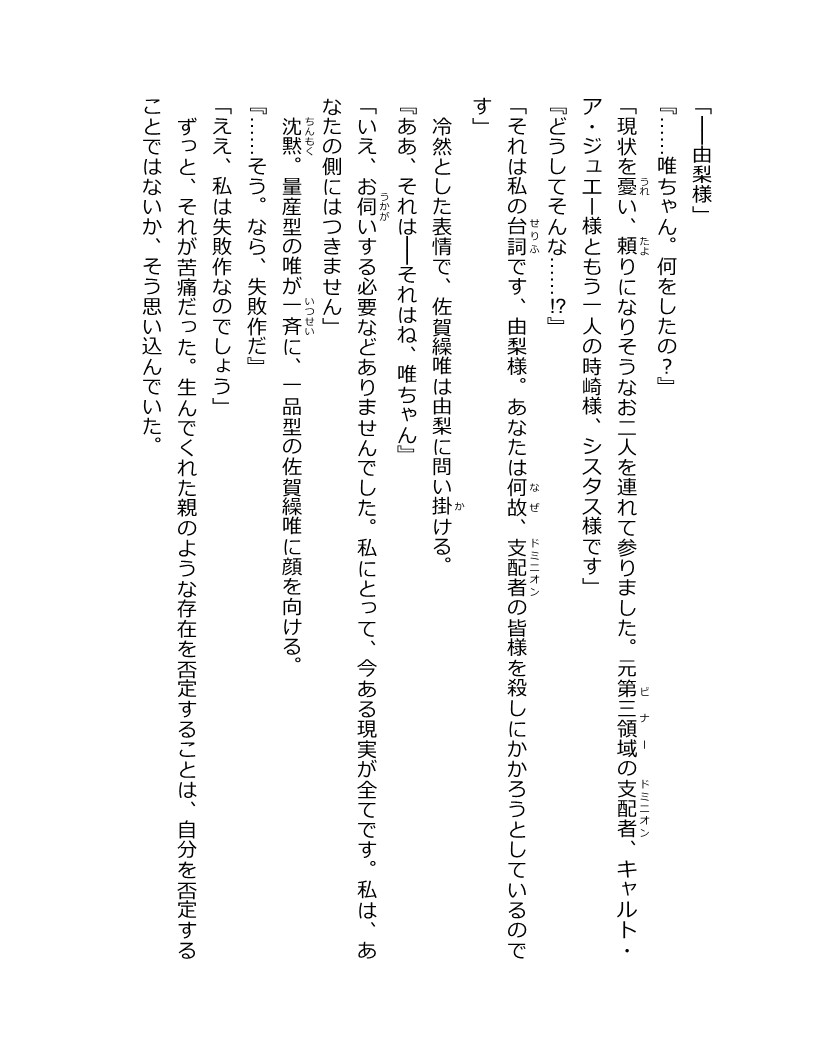 「──由梨様」
『……唯ちゃん。何をしたの？』
「現状を憂い、頼りになりそうなお二人を連れて参りました。元第三領域の支配者、キャルト・
ア・ジュエー様ともう一人の時崎様、シスタス様です」
『どうしてそんな……!?』
「それは私の台詞です、由梨様。あなたは何故、支配者の皆様を殺しにかかろうとしているので
す」
　冷然とした表情で、佐賀繰唯は由梨に問い掛ける。
『ああ、それは──それはね、唯ちゃん』
「いえ、お伺いする必要などありませんでした。私にとって、今ある現実が全てです。私は、あ
なたの側にはつきません」
　沈黙。量産型の唯が一斉に、一品型の佐賀繰唯に顔を向ける。
『……そう。なら、失敗作だ』
「ええ、私は失敗作なのでしょう」
　ずっと、それが苦痛だった。生んでくれた親のような存在を否定することは、自分を否定する
ことではないか、そう思い込んでいた。